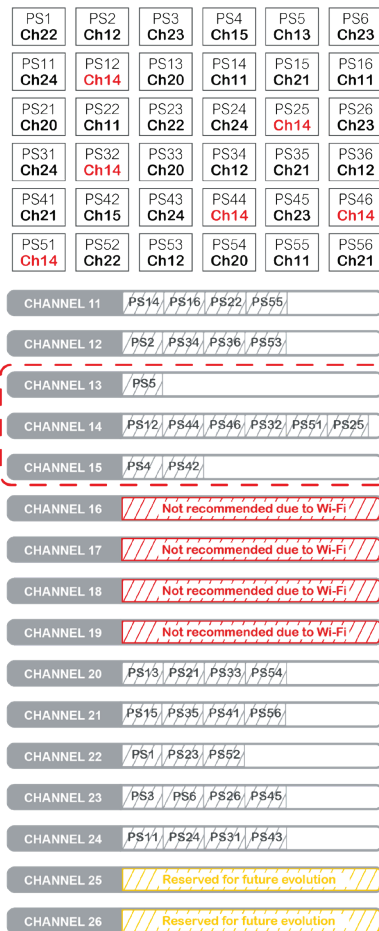 PS1 PS2 PS3 PS4 PS5 PS6
Ch22 Ch12 Ch23 Ch15 Ch13 Ch23
PS11 PS12 PS13 PS14 PS15 PS16
Ch24 Ch14 Ch20 Ch11 Ch21 Ch11
PS21 PS22 PS23 PS24 PS25 PS26
Ch20 Ch11 Ch22 Ch24 Ch14 Ch23
PS31 PS32 PS33 PS34 PS35 PS36
Ch24 Ch14 Ch20 Ch12 Ch21 Ch12
PS41 PS42 PS43 PS44 PS45 PS46
Ch21 Ch15 Ch24 Ch14 Ch23 Ch14
PS51 PS52 PS53 PS54 PS55 PS56
Ch14 Ch22 Ch12 Ch20 Ch11 Ch21
CHANNEL 11 PS14 PS16 PS22 PS55
CHANNEL 12 PS2 PS34 PS36 PS53
CHANNEL 13 PS5
CHANNEL 14 PS12 PS44 PS46 PS32 PS51 PS25
CHANNEL 15 PS4 PS42
CHANNEL 16 Not recommended due to Wi-Fi
CHANNEL 17 Not recommended due to Wi-Fi
CHANNEL 18 Not recommended due to Wi-Fi
CHANNEL 19 Not recommended due to Wi-Fi
CHANNEL 20 PS13 PS21 PS33 PS54
CHANNEL 21 PS15 PS35 PS41 PS56
CHANNEL 22 PS1 PS23 PS52
CHANNEL 23 PS3 PS6 PS26 PS45
CHANNEL 24 PS11 PS24 PS31 PS43
CHANNEL 25 Reserved for future evolution
CHANNEL 26 Reserved for future evolution